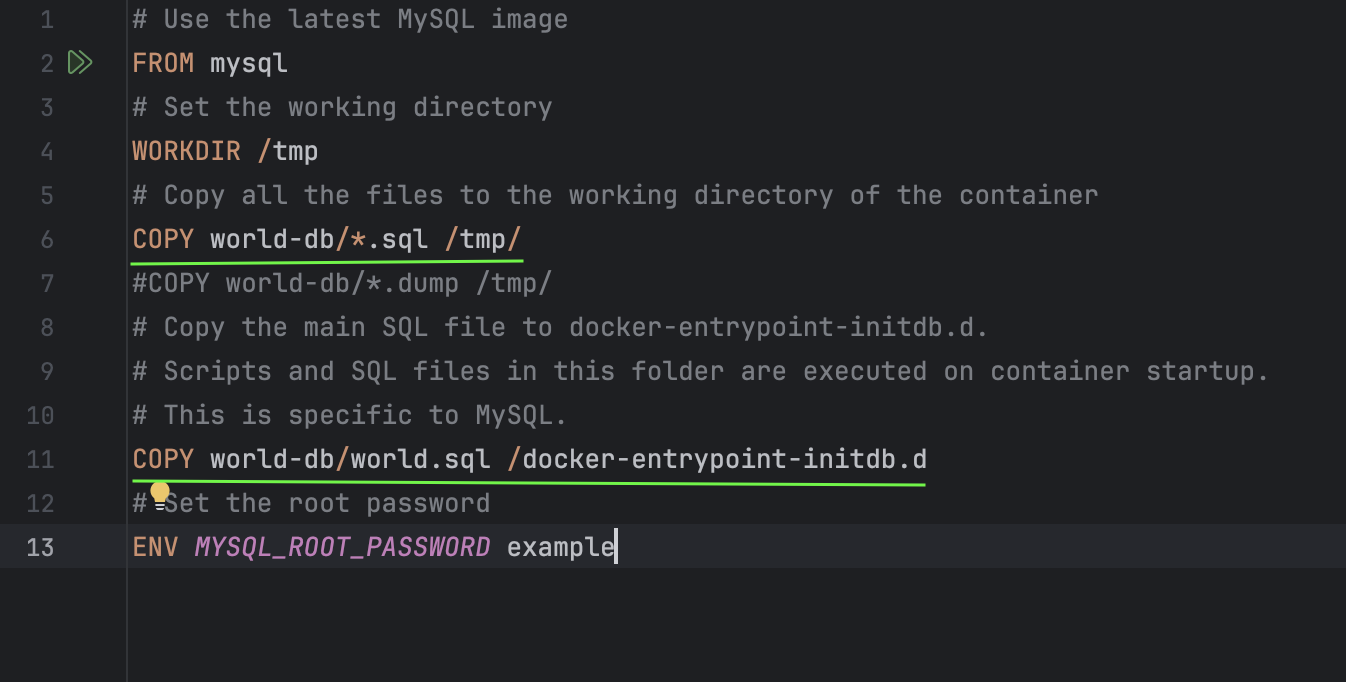 1 # Use the latest MySQL image
2 FROM mysql
3 # Set the working directory
4 WORKDIR /tmp
5 # Copy all the files to the working directory of the container
6 COPY world-db/*.sql /tmp/
7 #COPY world-db/*.dump /tmp/
8 # Copy the main SQL file to docker-entrypoint-initdb.d.
9 # Scripts and SQL files in this folder are executed on container startup.
10 # This is specific to MySQL.
11 COPY world-db/world.sql /docker-entrypoint-initdb.d
12 # Set the root password
13 ENV MYSQL_ROOT_PASSWORD example